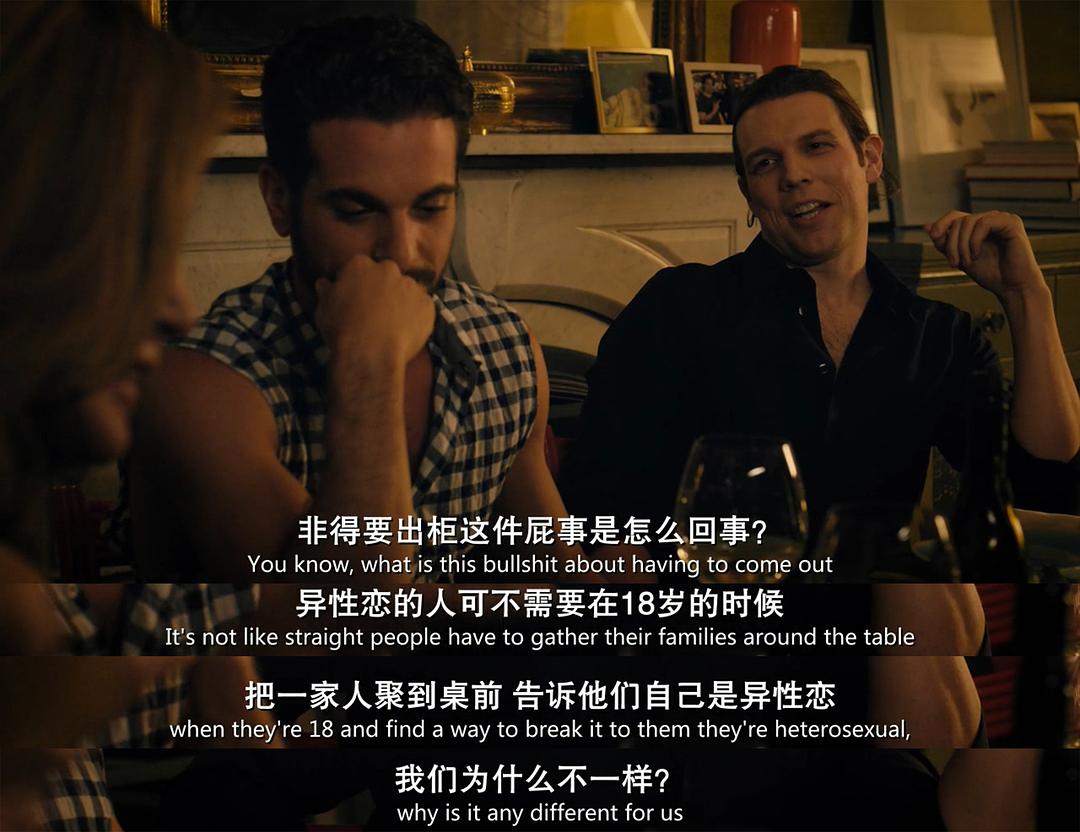 非得要出柜这件屁事是怎么回事?
You know, what is this bullshit about having to come out
异性恋的人可不需要在18岁的时候
It's not like straight people have to gather their families around the table
把一家人聚到桌前 告诉他们自己是异性恋
when they're 18 and find a way to break it to them they're heterosexual,
我们为什么不一样?
why is it any different for us